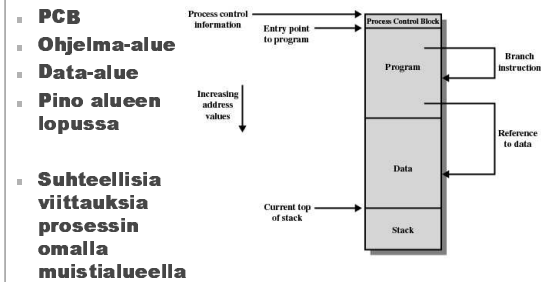 PCB
Ohjelma-alue
Data-alue
Pino alueen
lopussa
Suhteellisia
viittauksia
prosessin
omalla
muistialueella
Process control
information
Entry point
to program
Increasing
address
values
Current top
of stack
Process Control Block
Program
Data
Stack
Branch
instruction
Reference
to data